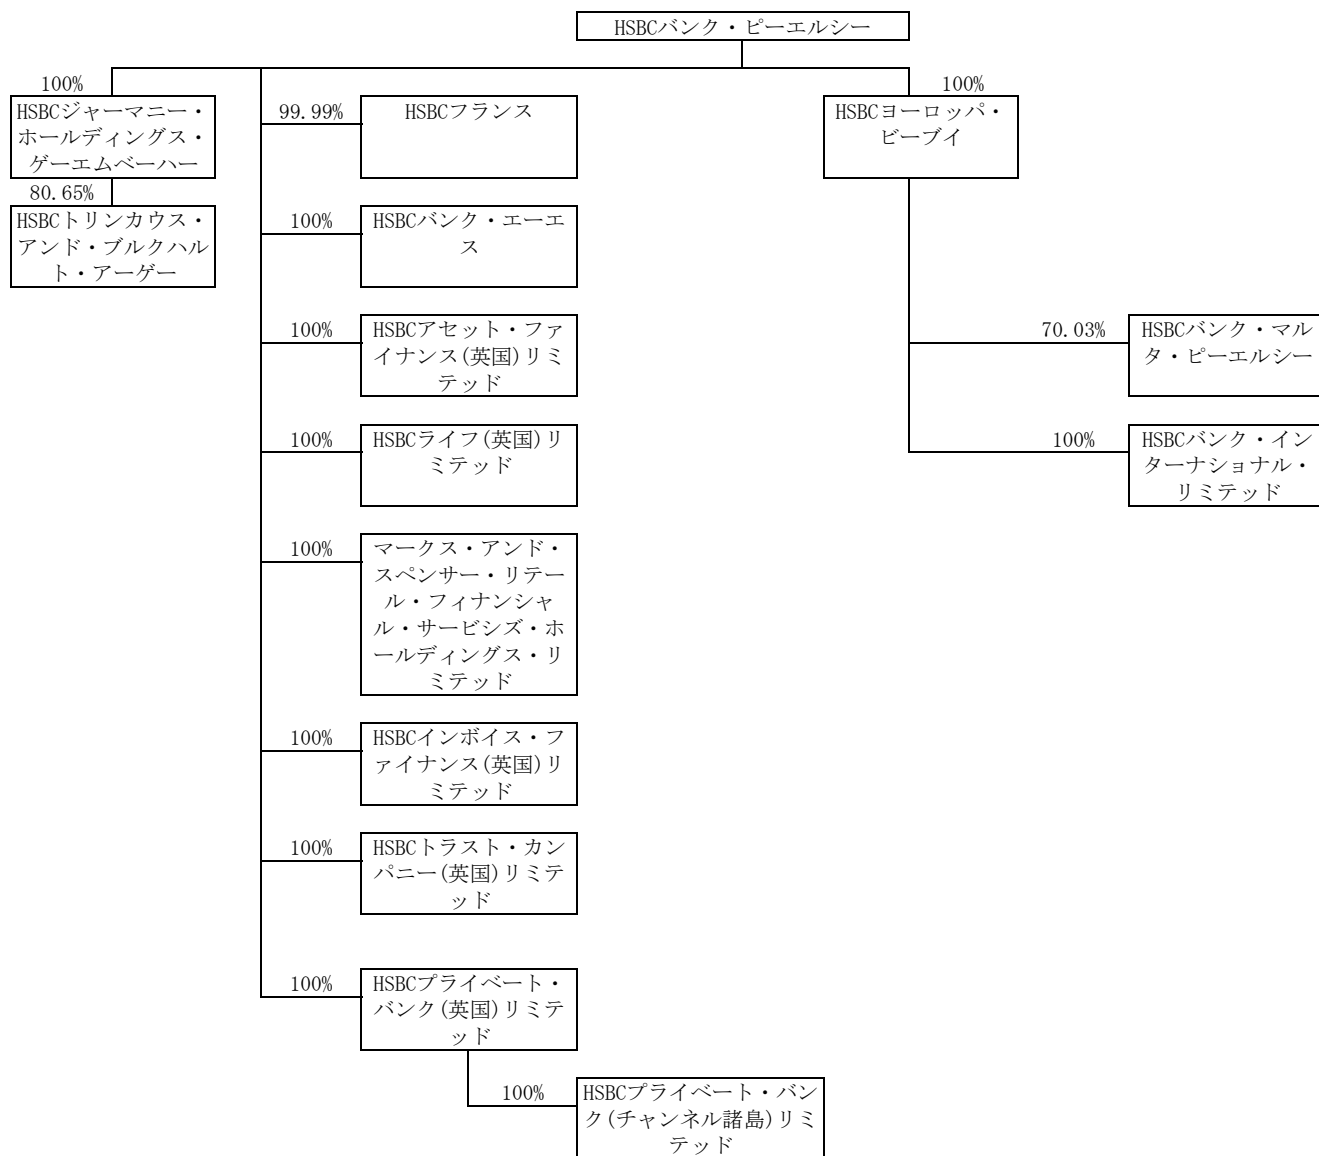 HSBCバンク・ピーエルシー
100%
HSBCジャーマニー・
ホールディングス・
ゲーエムベーハー
80.65%
HSBCトリンカウス・
アンド・ブルクハル
ト・アーゲー
99.99%
HSBCフランス
100%
HSBCバンク・エーエ
ス
100%
HSBCアセット・ファ
イナンス(英国)リミ
テッド
100%
HSBCライフ(英国)リ
ミテッド
100%
マークス・アンド・
スペンサー・リテー
ル・フィナンシャ
ル・サービシズ・ホ
ールディングス・リ
ミテッド
100%
HSBCインボイス・フ
ァイナンス(英国)リ
ミテッド
100%
HSBCトラスト・カン
パニー(英国)リミテ
ッド
100%
HSBCプライベート・
バンク(英国)リミテ
ッド
100%
HSBCプライベート・バン
ク(チャンネル諸島)リミ
テッド
100%
HSBCヨーロッパ・
ビーブイ
70.03%
HSBCバンク・マル
タ・ピーエルシー
100%
HSBCバンク・イン
ターナショナル・
リミテッド